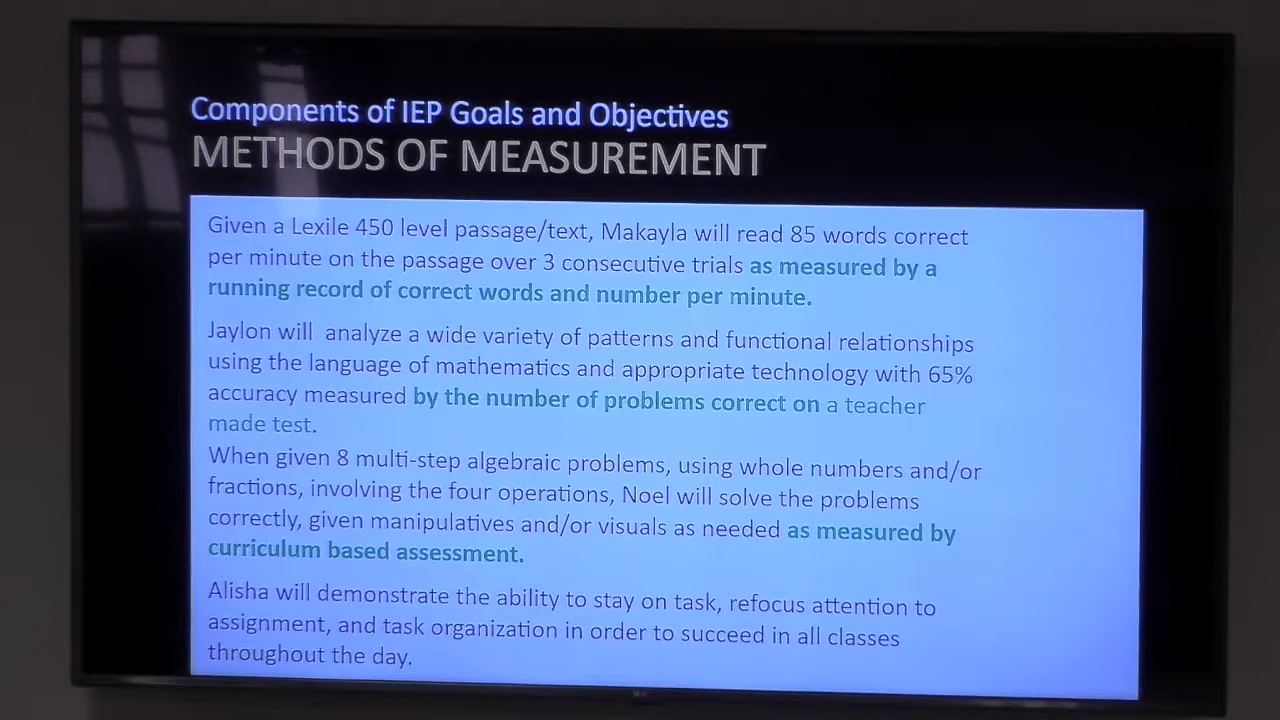 Components of IEP Goals and Objectives
METHODS OF MEASUREMENT
Given a Lexile 450 level passage/text, Makayla will read 85 words correct
per minute on the passage over 3 consecutive trials as measured by a
running record of correct words and number per minute.
Jaylon will analyze a wide variety of patterns and functional relationships
using the language of mathematics and appropriate technology with 65%
accuracy measured by the number of problems correct on a teacher
made test.
When given 8 multi-step algebraic problems, using whole numbers and/or
fractions, involving the four operations, Noel will solve the problems
correctly, given manipulatives and/or visuals as needed as measured by
curriculum based assessment.
Alisha will demonstrate the ability to stay on task, refocus attention to
assignment, and task organization in order to succeed in all classes
throughout the day.